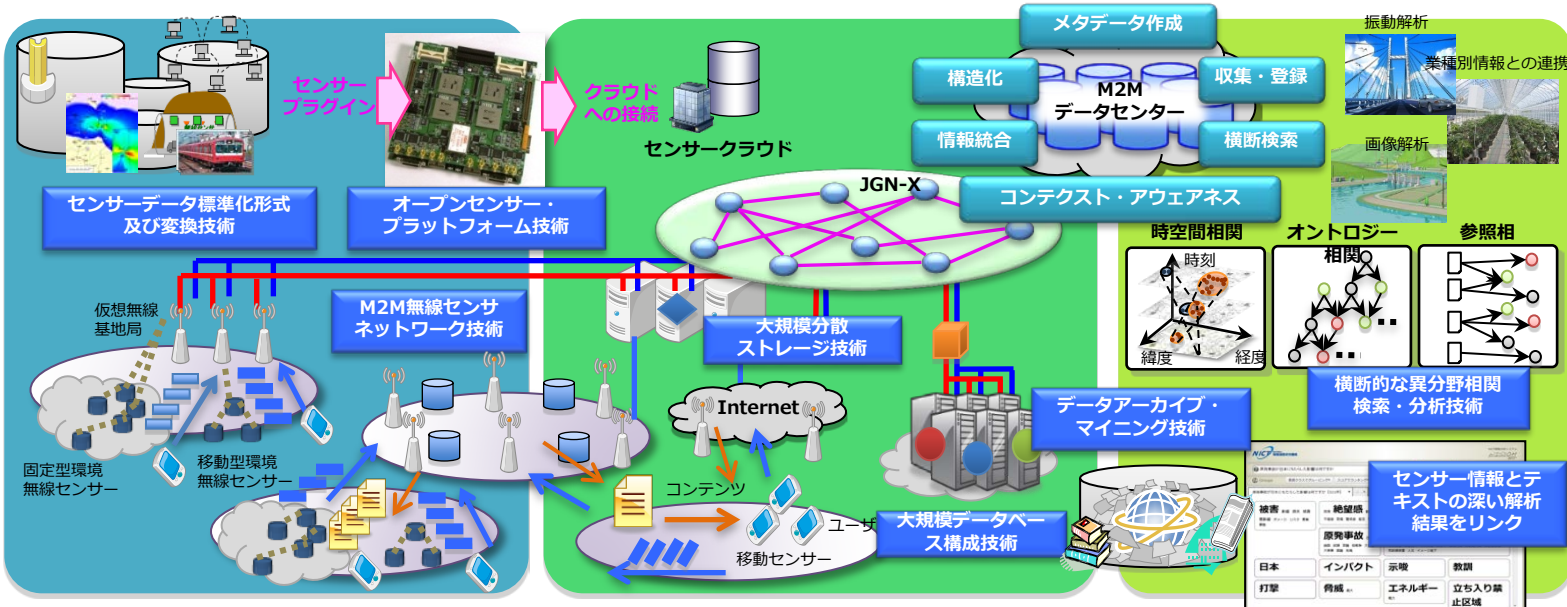 センサー
プラグイン
クラウド
への接続
センサークラウド
メタデータ作成
構造化
収集・登録
M2M
データセンター
情報統合
横断検索
コンテクスト・アウェアネス
JGN-X
振動解析
業種別情報との連携
画像解析
センサーデータ標準化形式
及び変換技術
オープンセンサー・
プラットフォーム技術
時空間相関
オントロジー
相関
参照相
時刻
緯度
経度
仮想無線
基地局
M2M無線センサ
ネットワーク技術
大規模分散
ストレージ技術
横断的な異分野相関
検索・分析技術
Internet
データアーカイブ・
マイニング技術
固定型環境
無線センサー
移動型環境
無線センサー
コンテンツ
ユーザ
移動センサー
大規模データベー
ス構成技術
センサー情報とテ
キストの深い解析
結果をリンク
NICT
被害
絶望感
原発事故
日本
インパクト
示唆
教訓
打撃
脅威
エネルギー
立ち入り禁
止区域